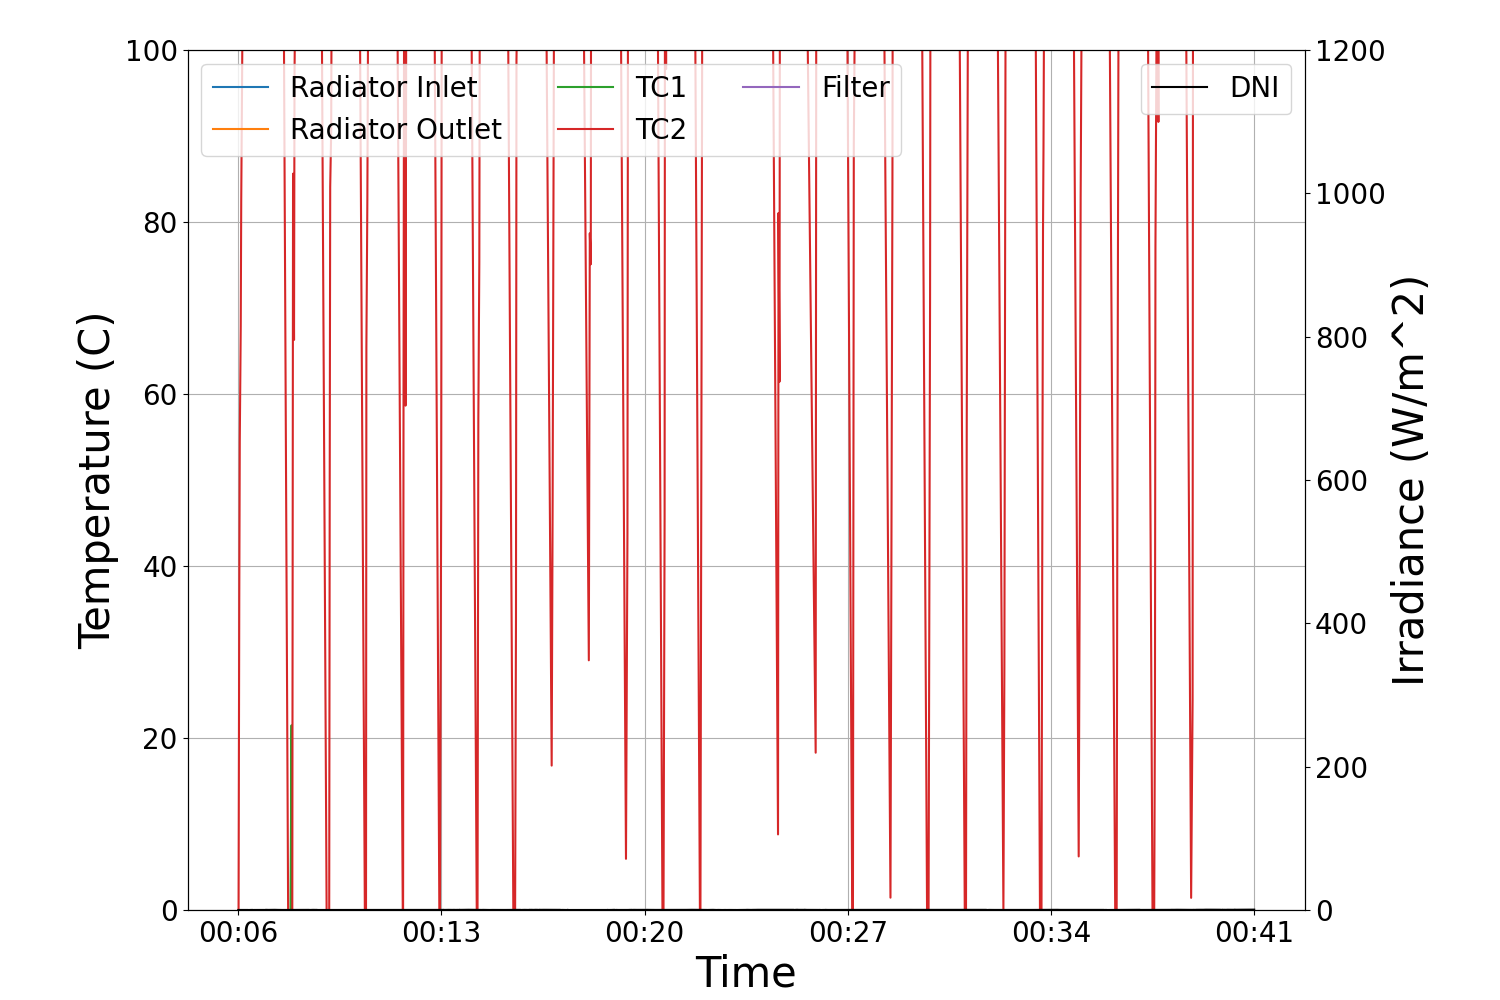 100
80
60
40
20
0
Temperature (C)
Radiator Inlet
Radiator Outlet
TC1
TC2
Filter
DNI
1200
1000
800
600
400
200
0
Irradiance (W/m^2)
00:06 00:13 00:20 00:27 00:34 00:41
Time